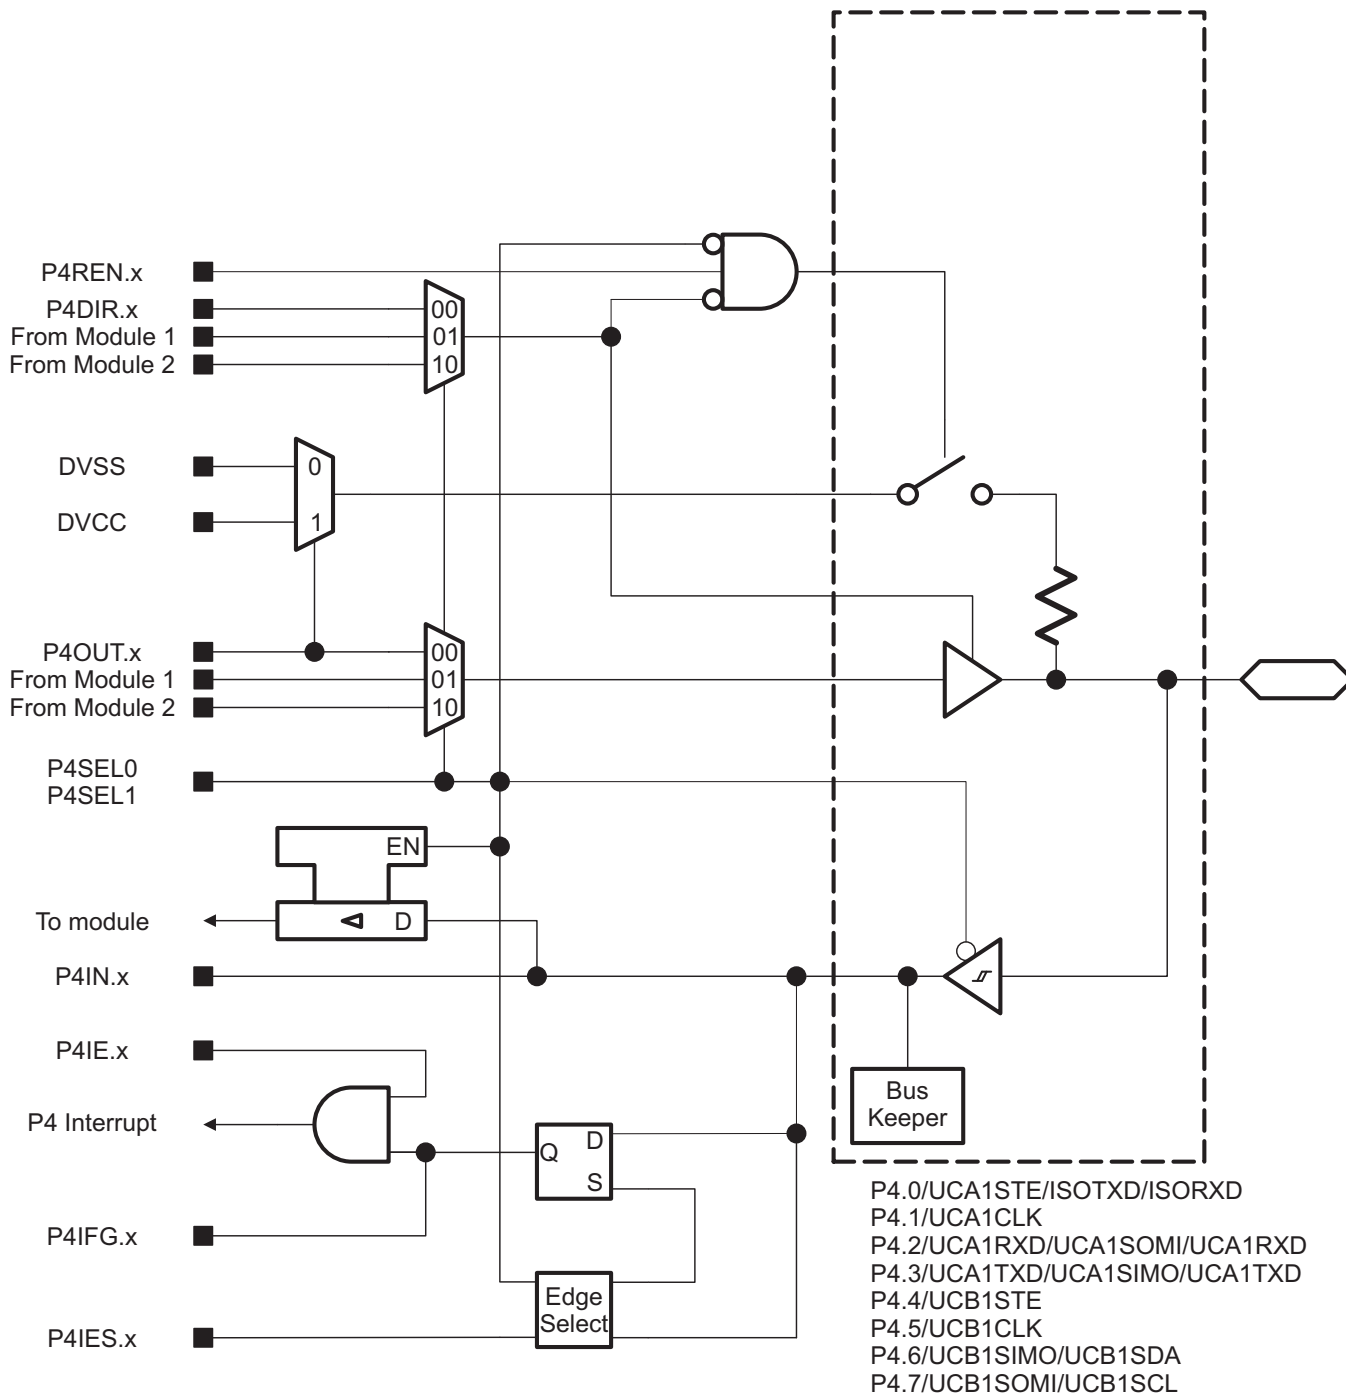 P4REN.x
P4DIR.x
From Module 1
From Module 2
00
01
10
DVSS
DVCC
0
1
P4OUT.x
From Module 1
From Module 2
00
01
10
P4SEL0
P4SEL1
EN
To module
D
P4IN.x
P4IE.x
Bus
Keeper
P4 Interrupt
Q
D
S
P4IFG.x
Edge
Select
P4IES.x
P4.0/UCA1STE/ISOTXD/ISORXD
P4.1/UCA1CLK
P4.2/UCA1RXD/UCA1SOMI/UCA1RXD
P4.3/UCA1TXD/UCA1SIMO/UCA1TXD
P4.4/UCB1STE
P4.5/UCB1CLK
P4.6/UCB1SIMO/UCB1SDA
P4.7/UCB1SOMI/UCB1SCL